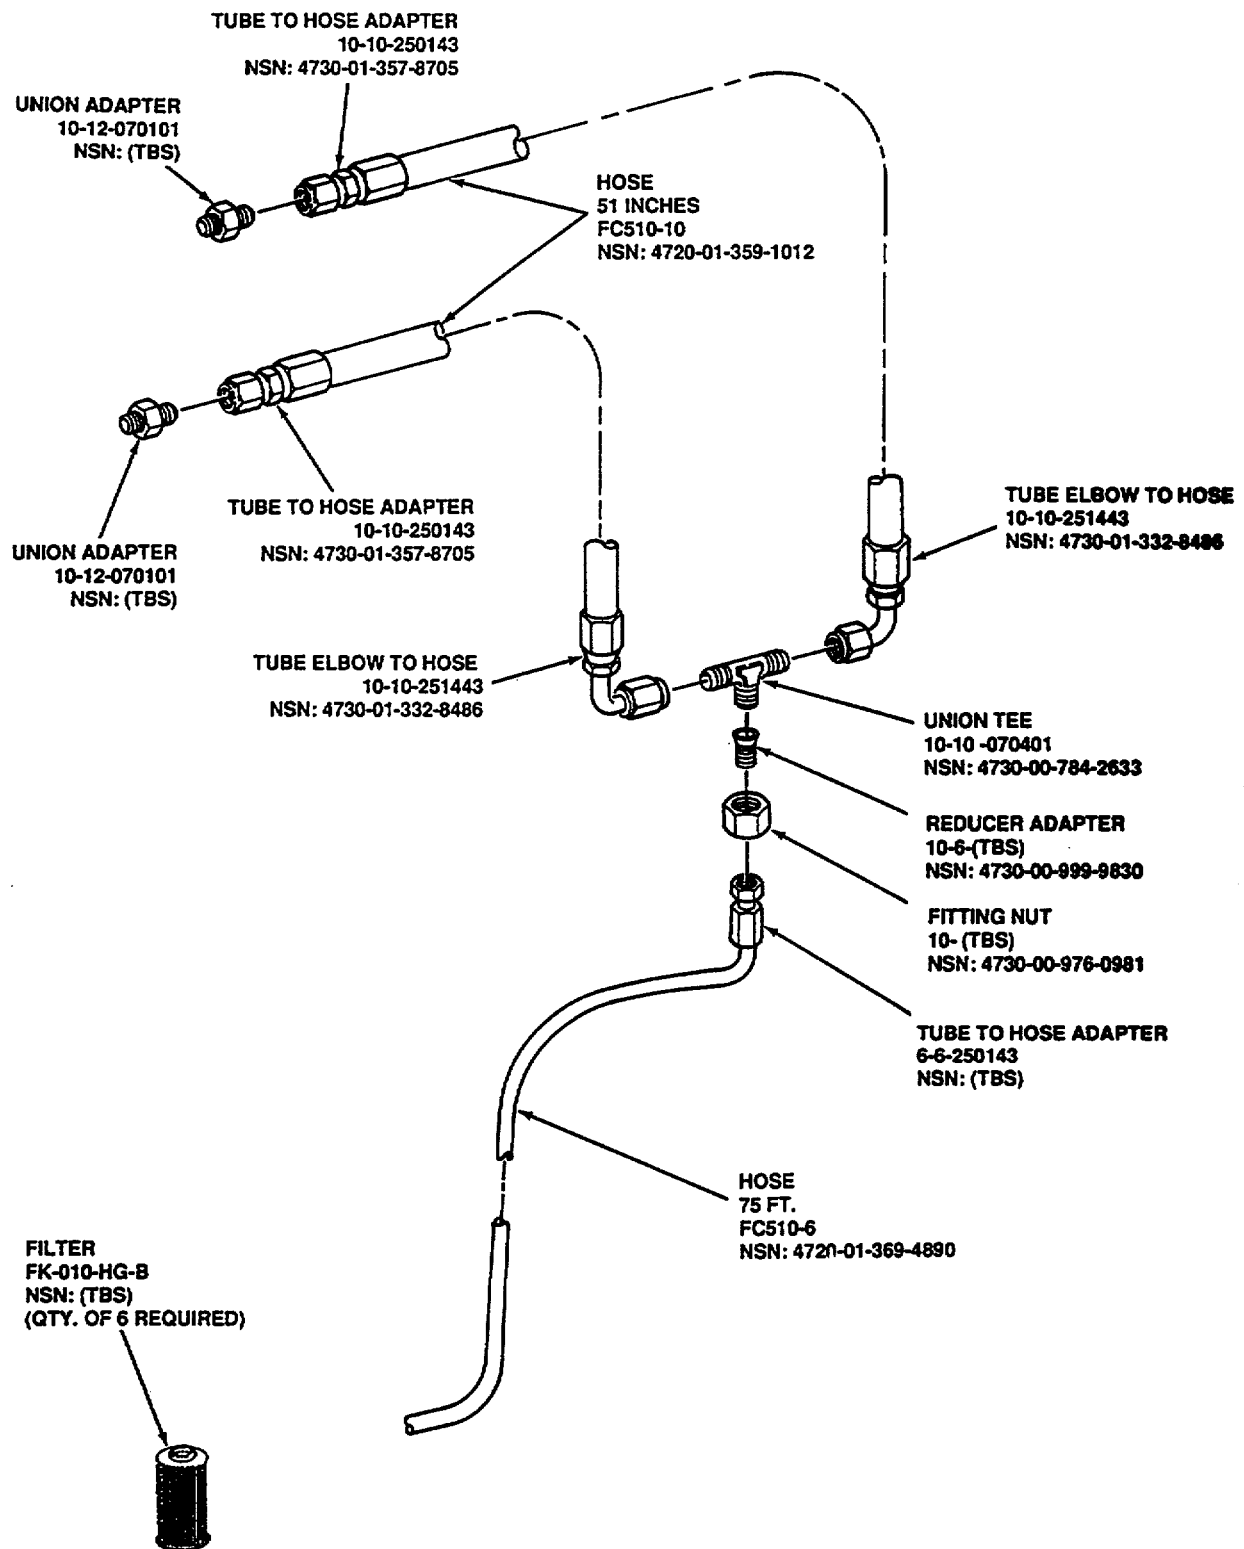 TUBE TO HOSE ADAPTER
10-10-250143
NSN: 4730-01-357-8705
UNION ADAPTER
10-12-070101
NSN: (TBS)
HOSE
51 INCHES
FC510-10
NSN: 4720-01-359-1012
TUBE TO HOSE ADAPTER
10-10-250143
NSN: 4730-01-357-8705
UNION ADAPTER
10-12-070101
NSN: (TBS)
TUBE ELBOW TO HOSE
10-10-251443
NSN: 4730-01-332-8486
TUBE ELBOW TO HOSE
10-10-251443
NSN: 4730-01-332-8486
UNION TEE
10-10 -070401
NSN: 4730-00-784-2633
REDUCER ADAPTER
10-6-(TBS)
NSN: 4730-00-999-9830
FITTING NUT
10- (TBS)
NSN: 4730-00-976-0981
TUBE TO HOSE ADAPTER
6-6-250143
NSN: (TBS)
HOSE
75 FT.
FC510-6
NSN: 4720-01-369-4890
FILTER
FK-010-HG-B
NSN: (TBS)
(QTY. OF 6 REQUIRED)